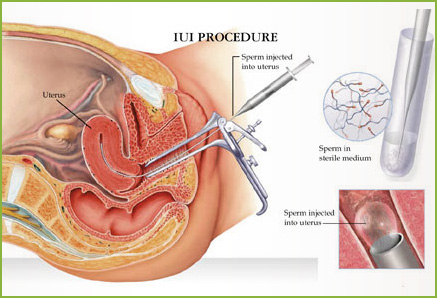 IUI PROCEDURE
Sperm injected
into uterus
Uterus
Sperm in
sterile medium
Sperm injected
into uterus